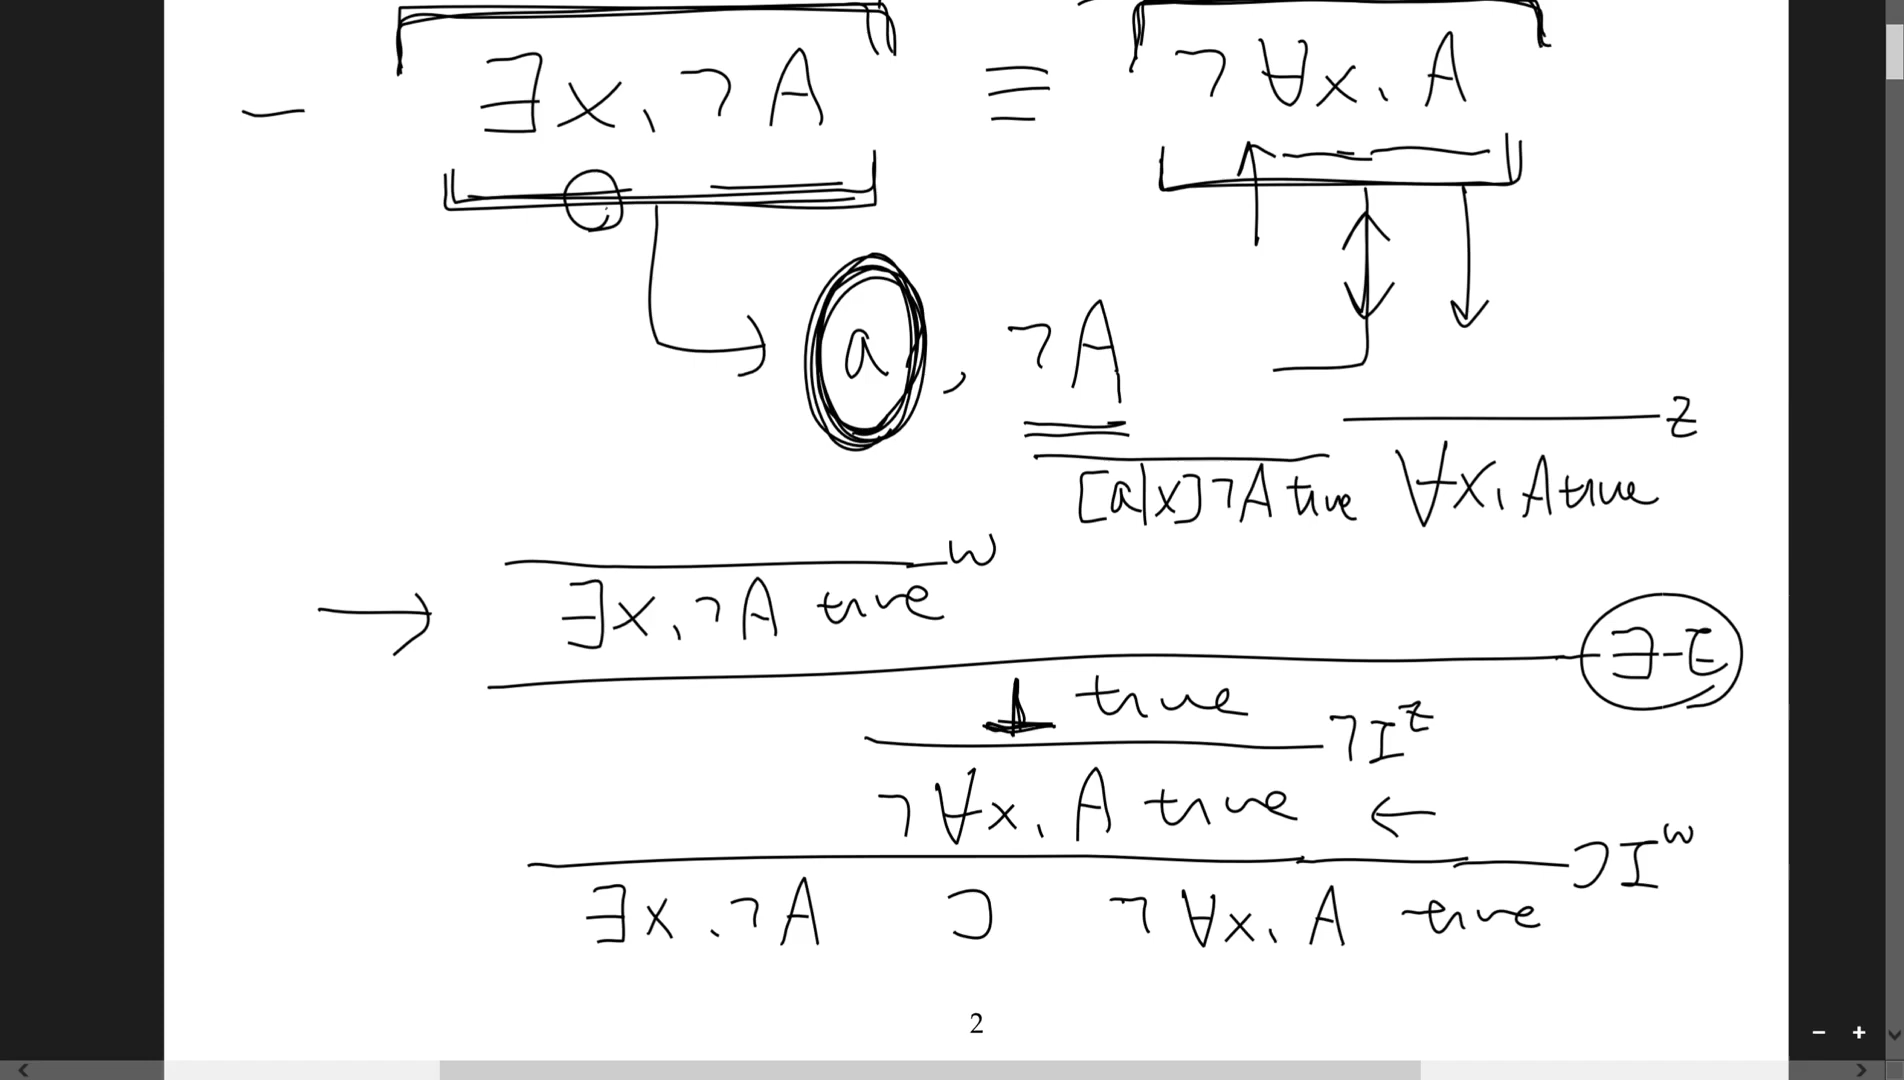 — ∃x. ¬A ≡ ¬∀x. A
a, ¬A
z
[a/x]¬A true ∀x. A true
w
→ ∃x. ¬A true
∃-E
⊥ true
¬I^z
¬∀x. A true ←
⊃I^w
∃x. ¬A ⊃ ¬∀x. A true
2